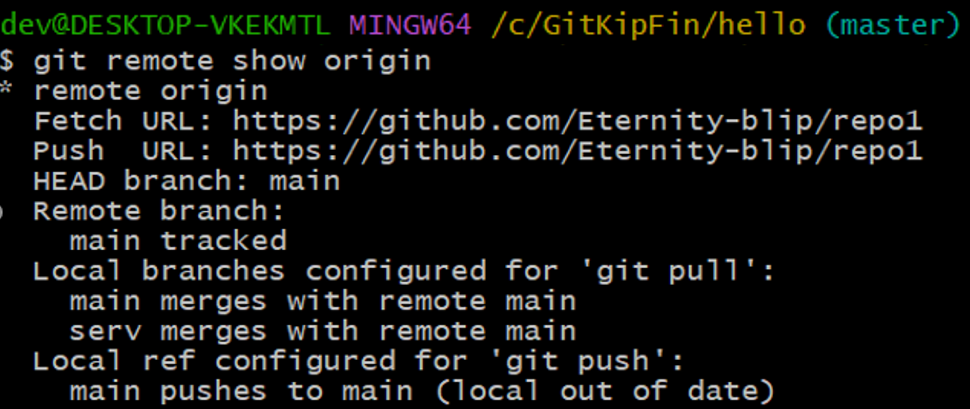 dev@DESKTOP-VKEKMTL MINGW64 /c/GitKipFin/hello (master)
$ git remote show origin
* remote origin
  Fetch URL: https://github.com/Eternity-blip/repo1
  Push  URL: https://github.com/Eternity-blip/repo1
  HEAD branch: main
  Remote branch:
    main tracked
  Local branches configured for 'git pull':
    main merges with remote main
    serv merges with remote main
  Local ref configured for 'git push':
    main pushes to main (local out of date)